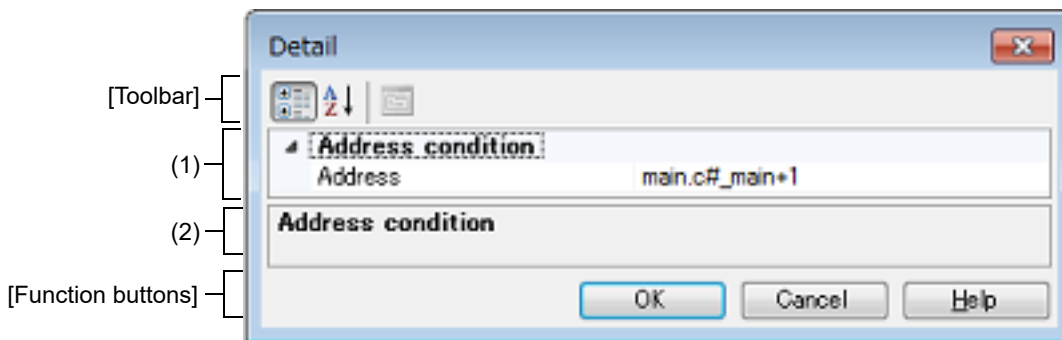 Detail
[Toolbar]
(1)
Address condition
Address main.c#_main+1
(2)
Address condition
[Function buttons]
OK Cancel Help